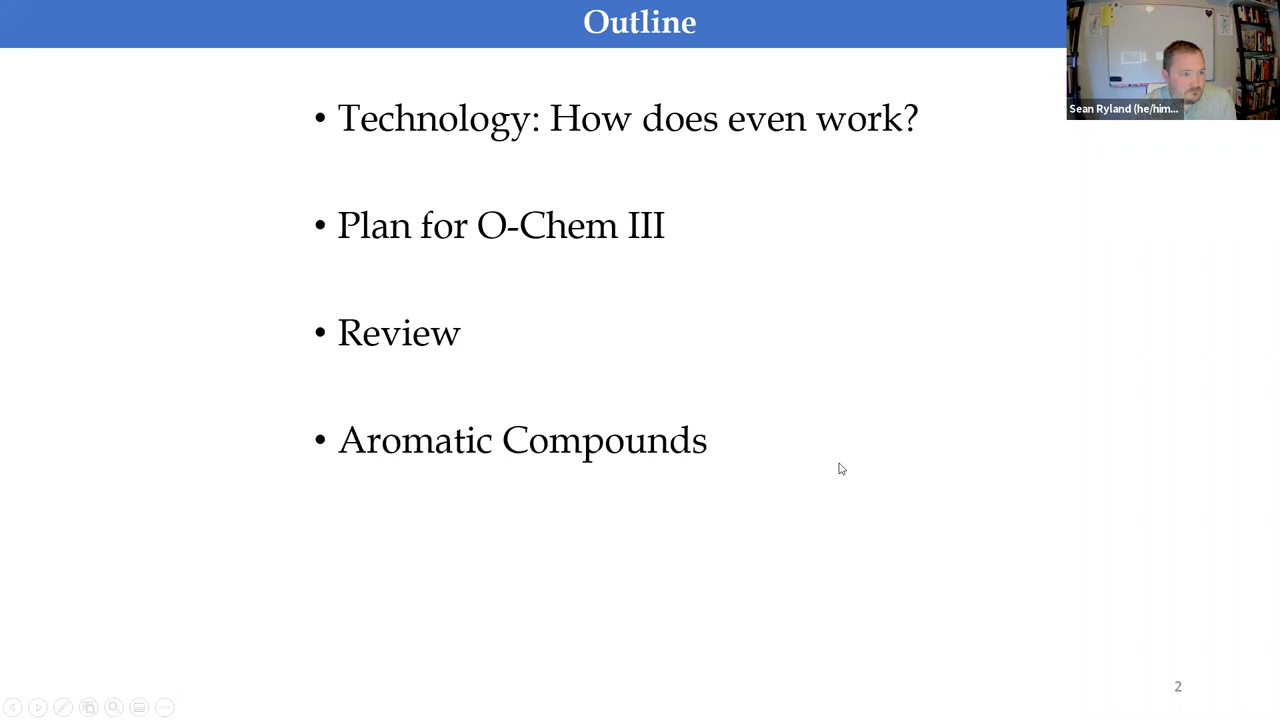 Outline
Sean Ryland (he/him...
• Technology: How does even work?
• Plan for O-Chem III
• Review
• Aromatic Compounds
2